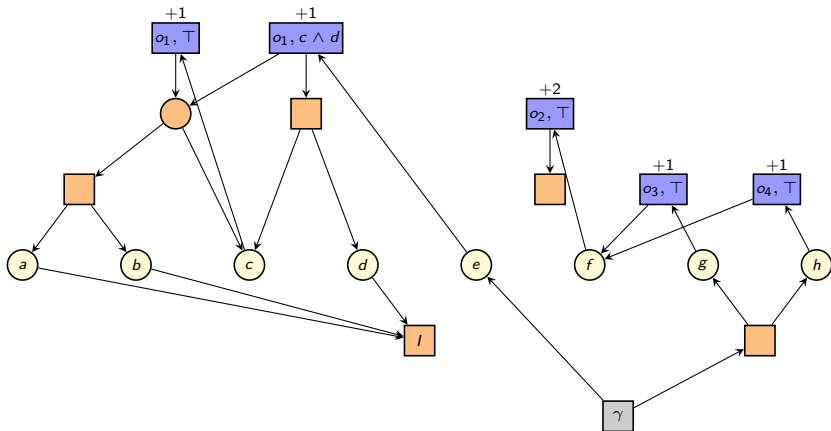 +1 +1
o₁, ⊤ o₁, c ∧ d
+2
o₂, ⊤
+1 +1
o₃, ⊤ o₄, ⊤
a b c d e f g h
I
γ